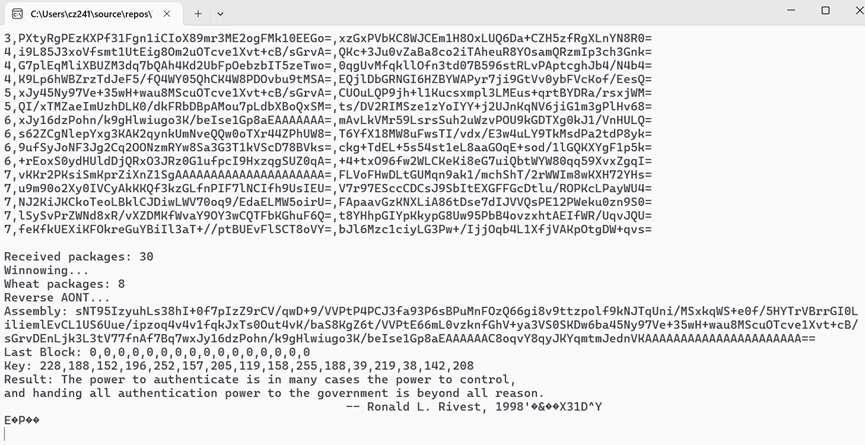 C:\Users\cz241\source\repos\
3,PXtyRgPEzKXPf31Fgn1iCIoX89mr3ME2ogFMk10EEGo=,xzGxPVbKC8WJCEm1H8OxLUQ6Da+CZH5zfRgXLnYN8R0=
4,i9L85J3xoVfsmt1UtEig8Om2uOTcve1Xvt+cB/sGrvA=,QKc+3Ju0vZaBa8co2iTAheuR8YOsamQRzmIp3ch3Gnk=
4,G7plEqMliXBUZM3dq7bQAh4Kd2UbFpOebzbIT5zeTwo=,0qgUvMfqkllOfn3td07B596stRLvPAptcghJb4/N4b4=
4,K9Lp6hWBZrzTdJeF5/fQ4WY05QhCK4W8PDOvbu9tMSA=,EQjlDbGRNGI6HZBYWAPyr7ji9GtVv0ybFVcKof/EesQ=
5,xJy45Ny97Ve+35wH+wau8MScuOTcve1Xvt+cB/sGrvA=,CUOuLQP9jh+l1Kucsxmpl3LMEus+qrtBYDRa/rsxjWM=
5,QI/xTMZaeImUzhDLK0/dkFRbDBpAMou7pLdbXBoQxSM=,ts/DV2RIMSze1zYoIYY+j2UJnKqNV6jiG1m3gPlHv68=
6,xJy16dzPohn/k9gHlwiugo3K/beIse1Gp8aEAAAAAAA=,mAvLkVMr59LsrsSuh2uWzvPOU9kGDTXg0kJ1/VnHULQ=
6,s62ZCgNlepYxg3KAK2qynkUmNveQQw0oTXr44ZPhUW8=,T6YfX18MW8uFwsTI/vdx/E3w4uLY9TkMsdPa2tdP8yk=
6,9ufSyJoNF3Jg2Cq2OONzmRYw8Sa3G3T1kVScD78BVks=,ckg+TdEL+5s54st1eL8aaGOqE+sod/1lGQKXYgF1p5k=
6,+rEoxS0ydHUldDjQRxO3JRz0G1ufpcI9HxzqgSUZ0qA=,+4+txO96fw2WLCKeKi8eG7uiQbtWYW80qq59XvxZgqI=
7,vKKr2PKsiSmKprZiXnZ1SgAAAAAAAAAAAAAAAAAAAAA=,FLVoFHwDLtGUMqn9ak1/mchShT/2rWWIm8wKXH72YHs=
7,u9m90o2Xy0IVCyAkKKQf3kzGLfnPIF7lNCIfh9UsIEU=,V7r97ESccCDCsJ9SbItEXGFFGcDtlu/ROPKcLPayWU4=
7,NJ2KiJKCkoTeoLBklCJDiwLWV70oq9/EdaELMW5oirU=,FApaavGzKNXLiA86tDse7dIJVVQsPE12PWeku0zn9S0=
7,lSySvPrZWNd8xR/vXZDMKfWvaY9OY3wCQTFbKGhuF6Q=,t8YHhpGIYpKkypG8Uw95PbB4ovzxhtAEIfWR/UqvJQU=
7,feKfkUEXiKFOkreGuYBiIl3aT+//ptBUEvFlSCT8oVY=,bJl6Mzc1ciyLG3Pw+/IjjOqb4L1XfjVAKpOtgDW+qvs=
Received packages: 30
Winnowing...
Wheat packages: 8
Reverse AONT...
Assembly: sNT95IzyuhLs38hI+0f7pIzZ9rCV/qwD+9/VVPtP4PCJ3fa93P6sBPuMnFOzQ66gi8v9ttzpolf9kNJTqUni/MSxkqWS+e0f/5HYTrVBrrGI0L
iliemlEvCL1US6Uue/ipzoq4v4v1fqkJxTs0Out4vK/baS8KgZ6t/VVPtE66mL0vzknfGhV+ya3VS0SKDw6ba45Ny97Ve+35wH+wau8MScuOTcve1Xvt+cB/
sGrvDEnLjk3L3tV77fnAf7Bq7wxJy16dzPohn/k9gHlwiugo3K/beIse1Gp8aEAAAAAAC8oqvY8qyJKYqmtmJednVKAAAAAAAAAAAAAAAAAAAAAA==
Last Block: 0,0,0,0,0,0,0,0,0,0,0,0,0,0,0,0
Key: 228,188,152,196,252,157,205,119,158,255,188,39,219,38,142,208
Result: The power to authenticate is in many cases the power to control,
and handing all authentication power to the government is beyond all reason.
-- Ronald L. Rivest, 1998'�&��X31D^Y
E�P��